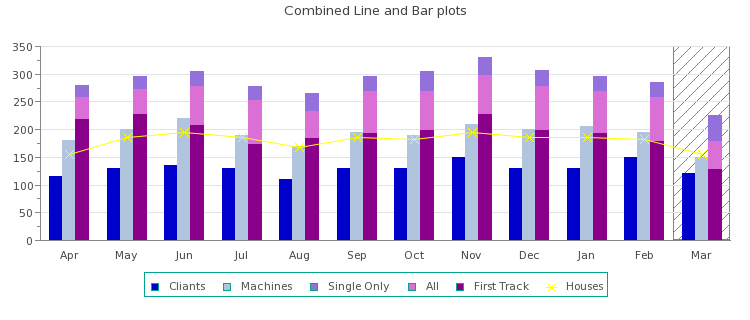 Combined Line and Bar plots
350
300
250
200
150
100
50
0
Apr May Jun Jul Aug Sep Oct Nov Dec Jan Feb Mar
Cliants Machines Single Only All First Track Houses